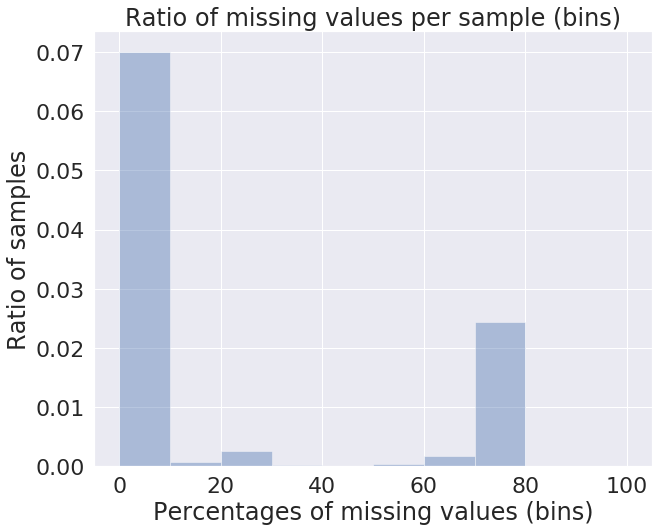 Ratio of missing values per sample (bins)
0.07
0.06
0.05
0.04
0.03
0.02
0.01
0.00
Ratio of samples
0 20 40 60 80 100
Percentages of missing values (bins)